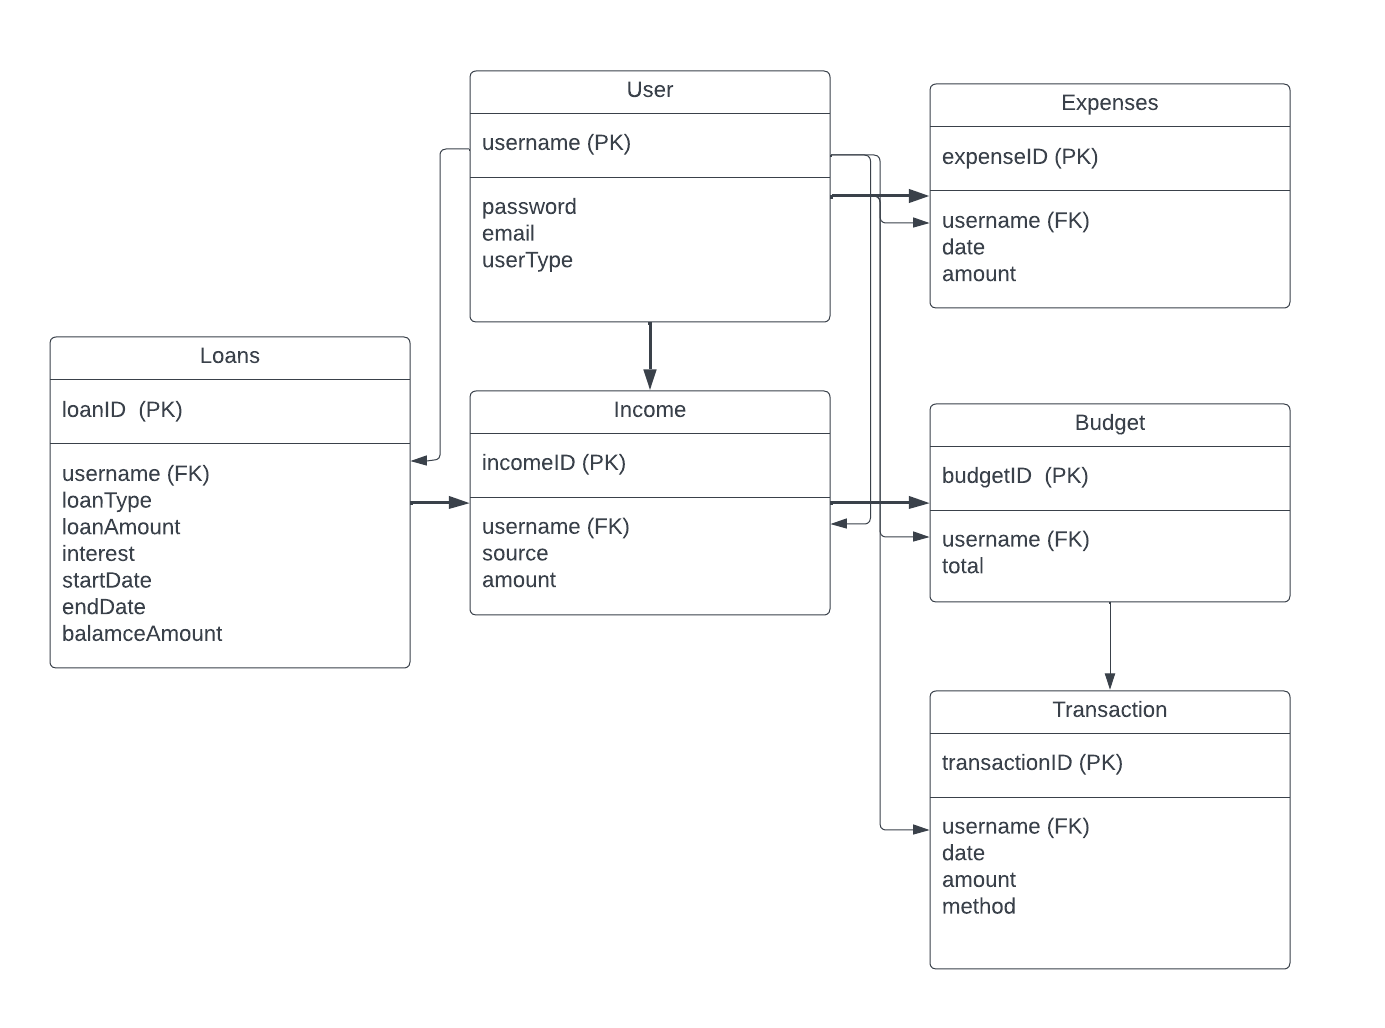 User
username (PK)
password
email
userType
Expenses
expenseID (PK)
username (FK)
date
amount
Loans
loanID  (PK)
username (FK)
loanType
loanAmount
interest
startDate
endDate
balamceAmount
Income
incomeID (PK)
username (FK)
source
amount
Budget
budgetID  (PK)
username (FK)
total
Transaction
transactionID (PK)
username (FK)
date
amount
method